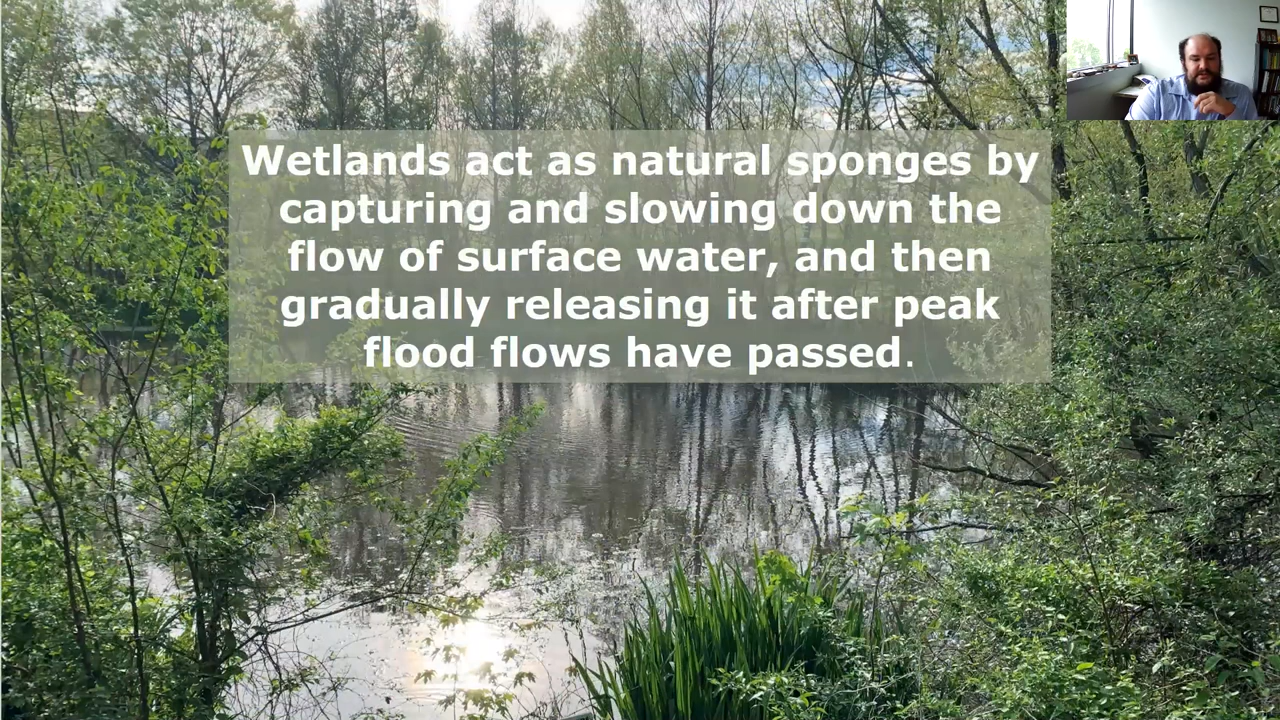 Wetlands act as natural sponges by
capturing and slowing down the
flow of surface water, and then
gradually releasing it after peak
flood flows have passed.